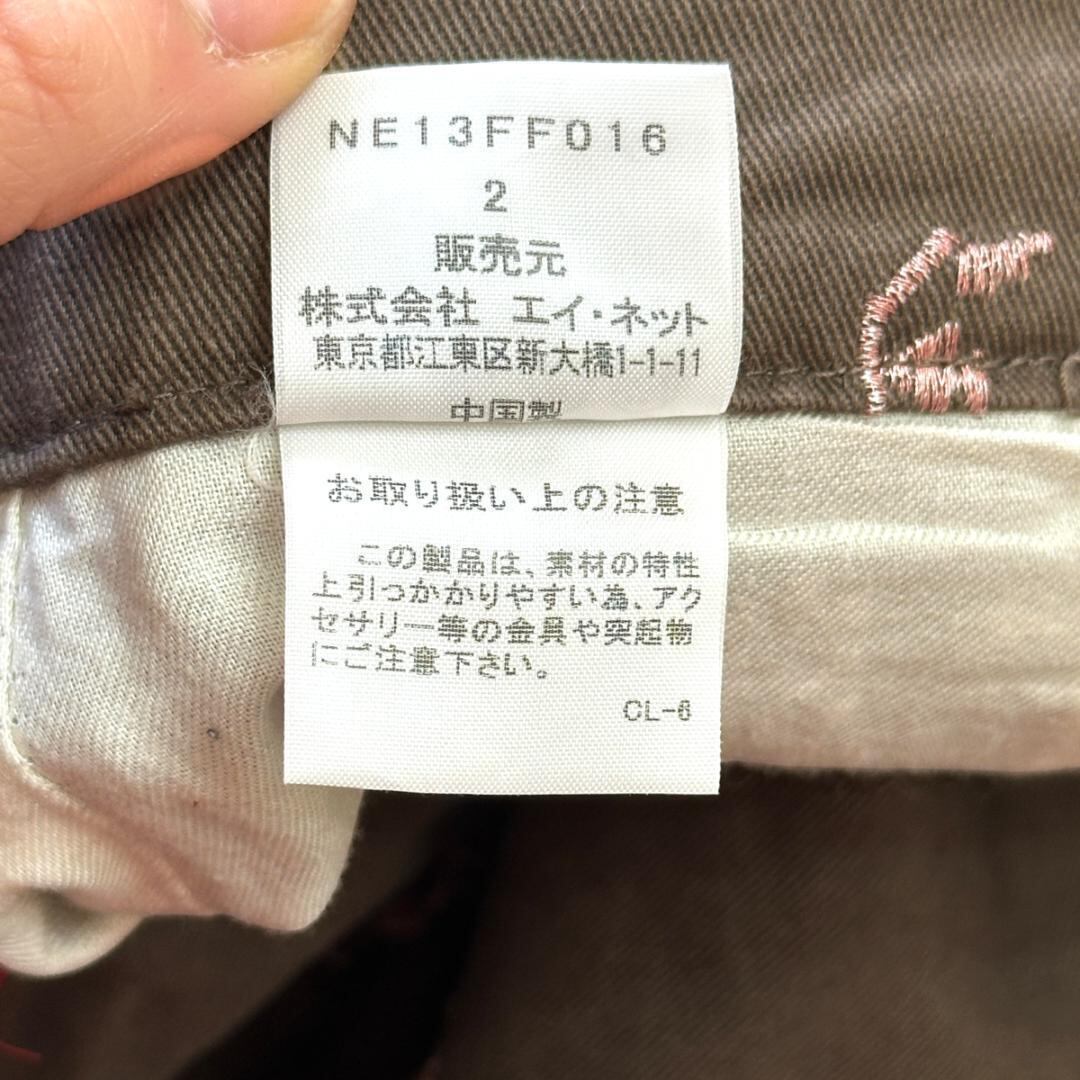 NE13FF016
2
販売元
株式会社 エイ・ネット
東京都江東区新大橋1-1-11
中国製
お取り扱い上の注意
この製品は、素材の特性
上引っかかりやすい為、アク
セサリー等の金具や突起物
にご注意下さい。
CL-6